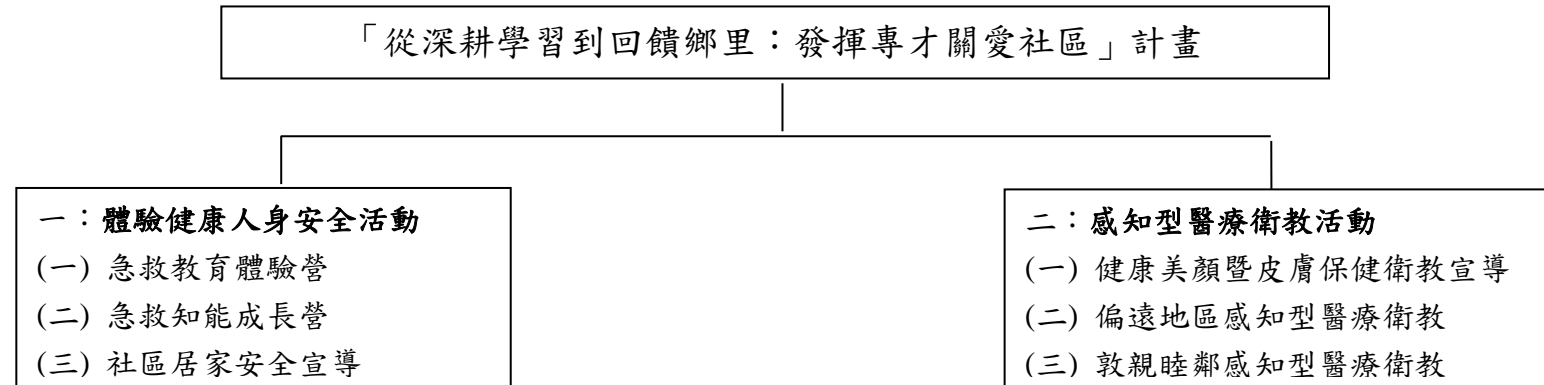 「從深耕學習到回饋鄉里：發揮專才關愛社區」計畫
一：體驗健康人身安全活動
(一) 急救教育體驗營
(二) 急救知能成長營
(三) 社區居家安全宣導
二：感知型醫療衛教活動
(一) 健康美顏暨皮膚保健衛教宣導
(二) 偏遠地區感知型醫療衛教
(三) 敦親睦鄰感知型醫療衛教